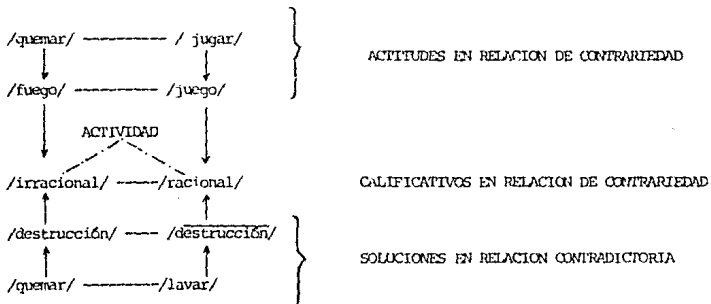 /quemar/ ——— / jugar/
ACTITUDES EN RELACION DE CONTRARIEDAD
/fuego/ ——— /juego/
ACTIVIDAD
/irracional/ ——/racional/ CALIFICATIVOS EN RELACION DE CONTRARIEDAD
/destrucción/ —— /destrucción/
SOLUCIONES EN RELACION CONTRADICTORIA
/quemar/ ———/lavar/